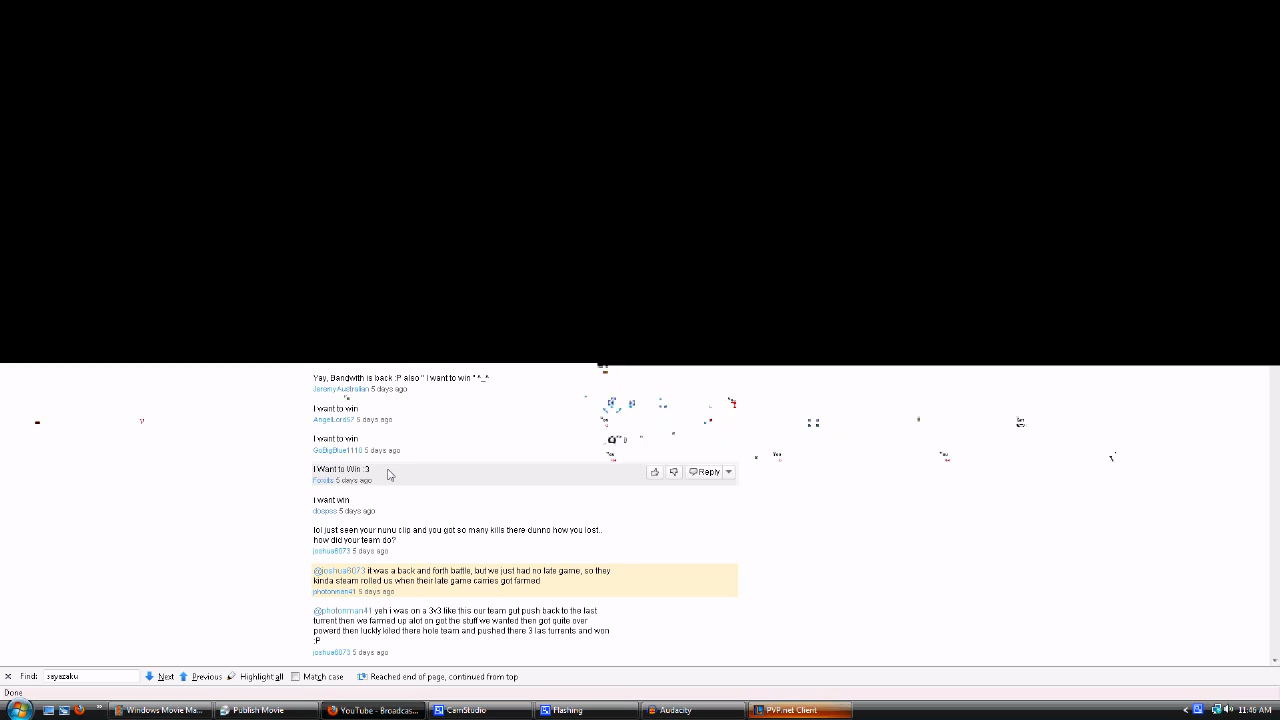 Yay, Bandwith is back :P also " I want to win " ^_^
JeremyAustralian 5 days ago
I want to win
AngelLord57 5 days ago
I want to win
GoBigBlue1110 5 days ago
I Want to Win :3
5 days ago
Reply
I want win
5 days ago
lol just seen your nunu clip and you got so many kills there dunno how you lost..
how did your team do?
joshua6073 5 days ago
@joshua6073 it was a back and forth battle, but we just had no late game, so they
kinda steam rolled us when their late game carries got farmed
photonman41 5 days ago
@photonman41 yeh i was on a 3v3 like this our team gut push back to the last
turrent then we farmed up alot on got the stuff we wanted then got quite over
powerd then luckly kiled there hole team and pushed there 3 las turrents and won
:P
joshua6073 5 days ago
Find: sayazaku Next Previous Highlight all Match case Reached end of page, continued from top
Done
Windows Movie Ma... Publish Movie YouTube - Broadcas... CamStudio Flashing Audacity PVP.net Client 11:46 AM